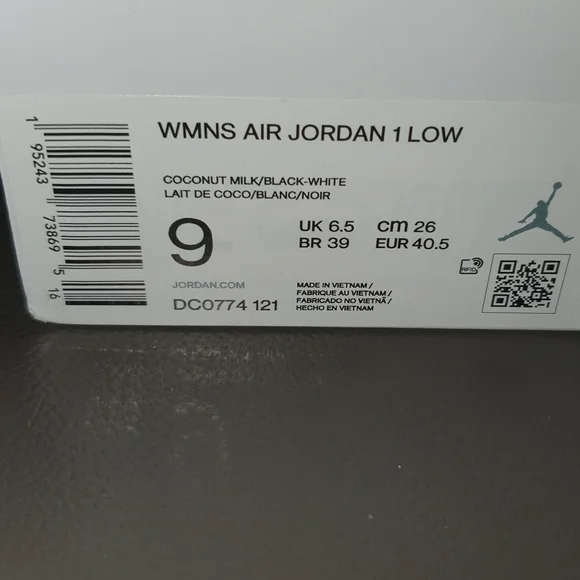 WMNS AIR JORDAN 1 LOW
COCONUT MILK/BLACK-WHITE
LAIT DE COCO/BLANC/NOIR
9
UK 6.5 cm 26
BR 39 EUR 40.5
JORDAN.COM
DC0774 121
MADE IN VIETNAM /
FABRIQUE AU VIETNAM /
FABRICADO NO VIETNÃ /
HECHO EN VIETNAM
RFID
1 95243 73869 5 16